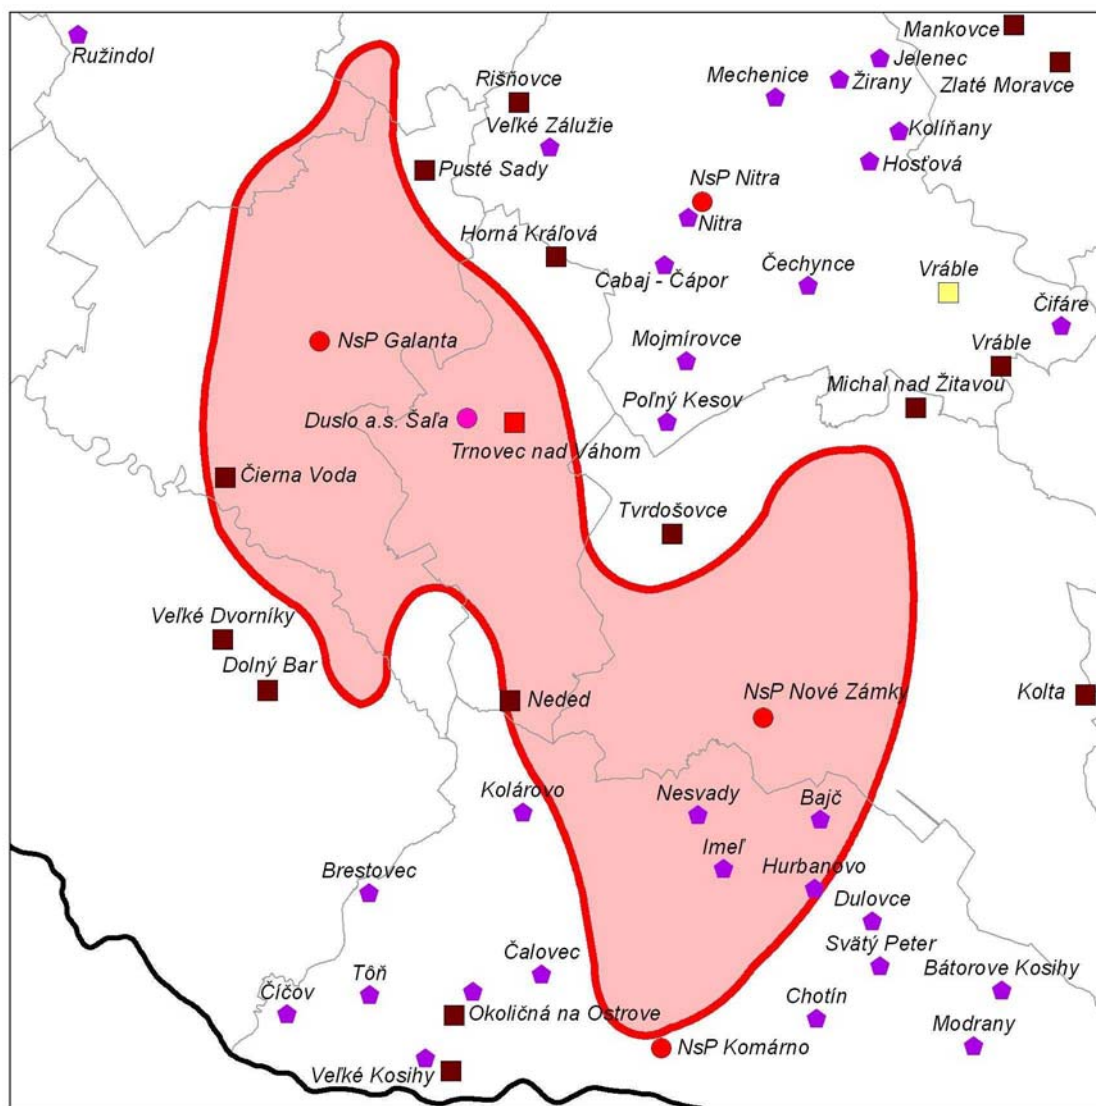 Mankovce
Ružindol
Jelenec
Rišňovce
Mechenice
Žirany
Zlaté Moravce
Veľké Zálužie
Kolíňany
Pusté Sady
Hosťová
NsP Nitra
Nitra
Horná Kráľová
Cabaj - Čápor
Čechynce
Vráble
Čifáre
NsP Galanta
Mojmírovce
Vráble
Michal nad Žitavou
Poľný Kesov
Duslo a.s. Šaľa
Trnovec nad Váhom
Čierna Voda
Tvrdošovce
Veľké Dvorníky
Dolný Bar
NsP Nové Zámky
Kolta
Neded
Kolárovo
Nesvady
Bajč
Imeľ
Hurbanovo
Brestovec
Dulovce
Svätý Peter
Čalovec
Bátorove Kosihy
Tôň
Číčov
Chotín
Okoličná na Ostrove
Modrany
NsP Komárno
Veľké Kosihy